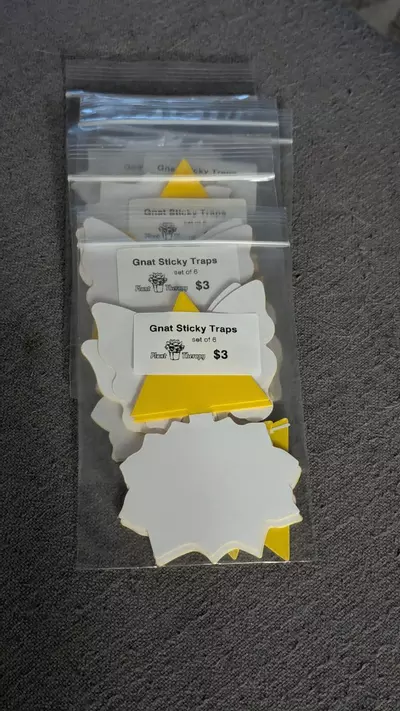 Gnat Sticky Traps
Gnat Sticky Traps
set of 6
Plant Therapy $3
Gnat Sticky Traps
set of 6
Plant Therapy $3